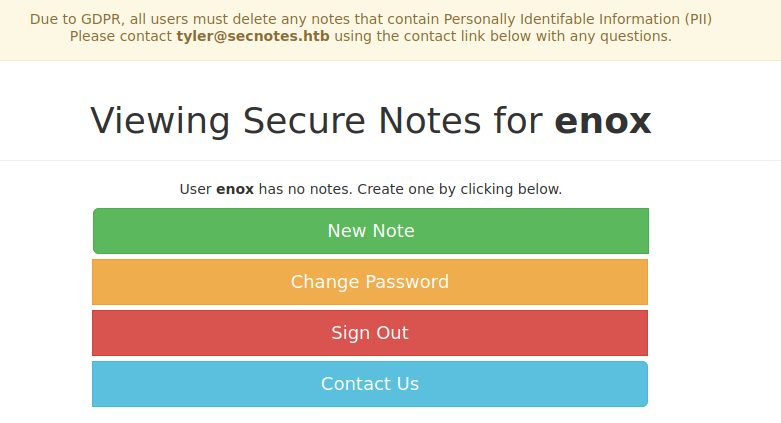 Due to GDPR, all users must delete any notes that contain Personally Identifable Information (PII)
Please contact tyler@secnotes.htb using the contact link below with any questions.
Viewing Secure Notes for enox
User enox has no notes. Create one by clicking below.
New Note
Change Password
Sign Out
Contact Us